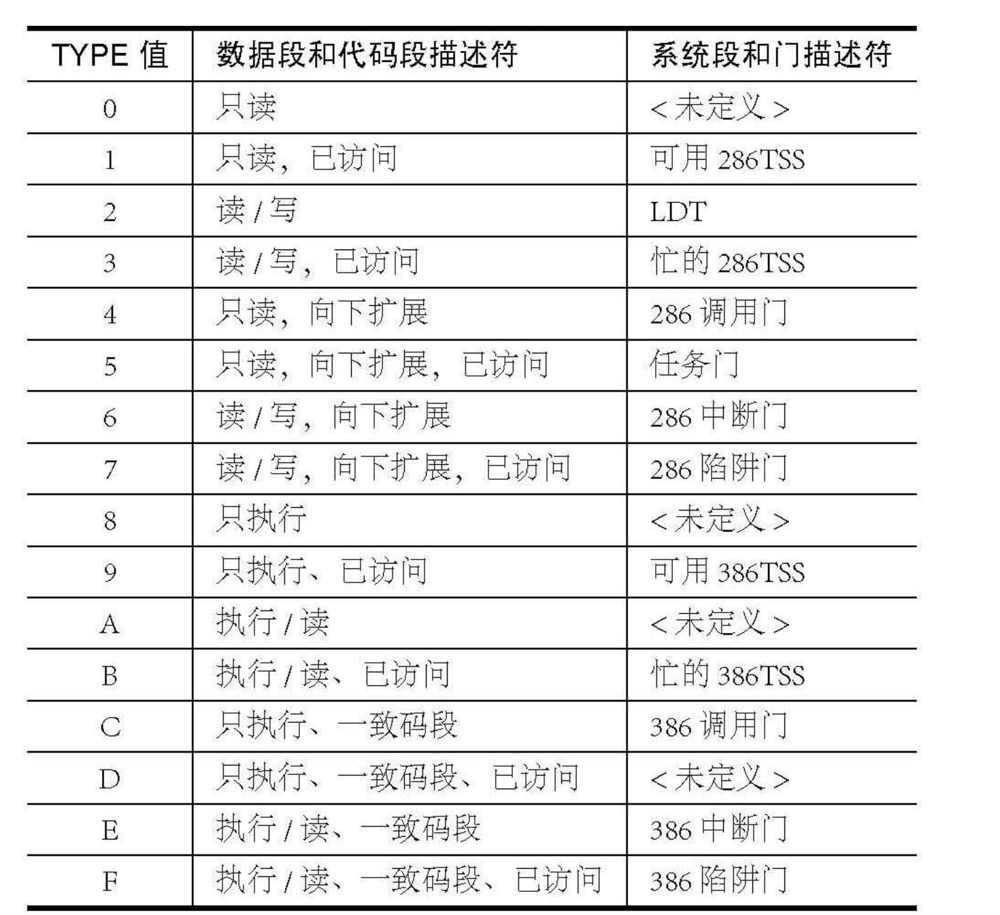 TYPE 值 数据段和代码段描述符 系统段和门描述符
0 只读 <未定义>
1 只读，已访问 可用 286TSS
2 读/写 LDT
3 读/写，已访问 忙的 286TSS
4 只读，向下扩展 286 调用门
5 只读，向下扩展，已访问 任务门
6 读/写，向下扩展 286 中断门
7 读/写，向下扩展，已访问 286 陷阱门
8 只执行 <未定义>
9 只执行、已访问 可用 386TSS
A 执行/读 <未定义>
B 执行/读、已访问 忙的 386TSS
C 只执行、一致码段 386 调用门
D 只执行、一致码段、已访问 <未定义>
E 执行/读、一致码段 386 中断门
F 执行/读、一致码段、已访问 386 陷阱门